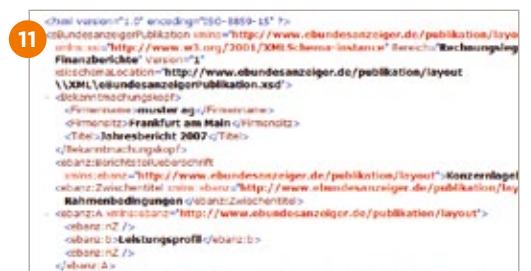 11
<?xml version="1.0" encoding="ISO-8859-15" ?>
<eBundesanzeigerPublikation xmlns="http://www.ebundesanzeiger.de/publikation/layout
xmlns:xsi="http://www.w3.org/2001/XMLSchema-instance" Bereich="Rechnungsleg
Finanzberichte" Version="1"
xsi:schemaLocation="http://www.ebundesanzeiger.de/publikation/layout
\\XML\eBundesanzeigerPublikation.xsd">
- <Bekanntmachungskopf>
<Firmenname>muster ag</Firmenname>
<Firmensitz>Frankfurt am Main</Firmensitz>
<Titel>Jahresbericht 2007</Titel>
</Bekanntmachungskopf>
<ebanz:BerichtsteilUeberschrift
xmlns:ebanz="http://www.ebundesanzeiger.de/publikation/layout">Konzernlagel
<ebanz:Zwischentitel xmlns:ebanz="http://www.ebundesanzeiger.de/publikation/lay
Rahmenbedingungen</ebanz:Zwischentitel>
- <ebanz:A xmlns:ebanz="http://www.ebundesanzeiger.de/publikation/layout">
<ebanz:nZ />
<ebanz:b>Leistungsprofil</ebanz:b>
<ebanz:nZ />
</ebanz:A>